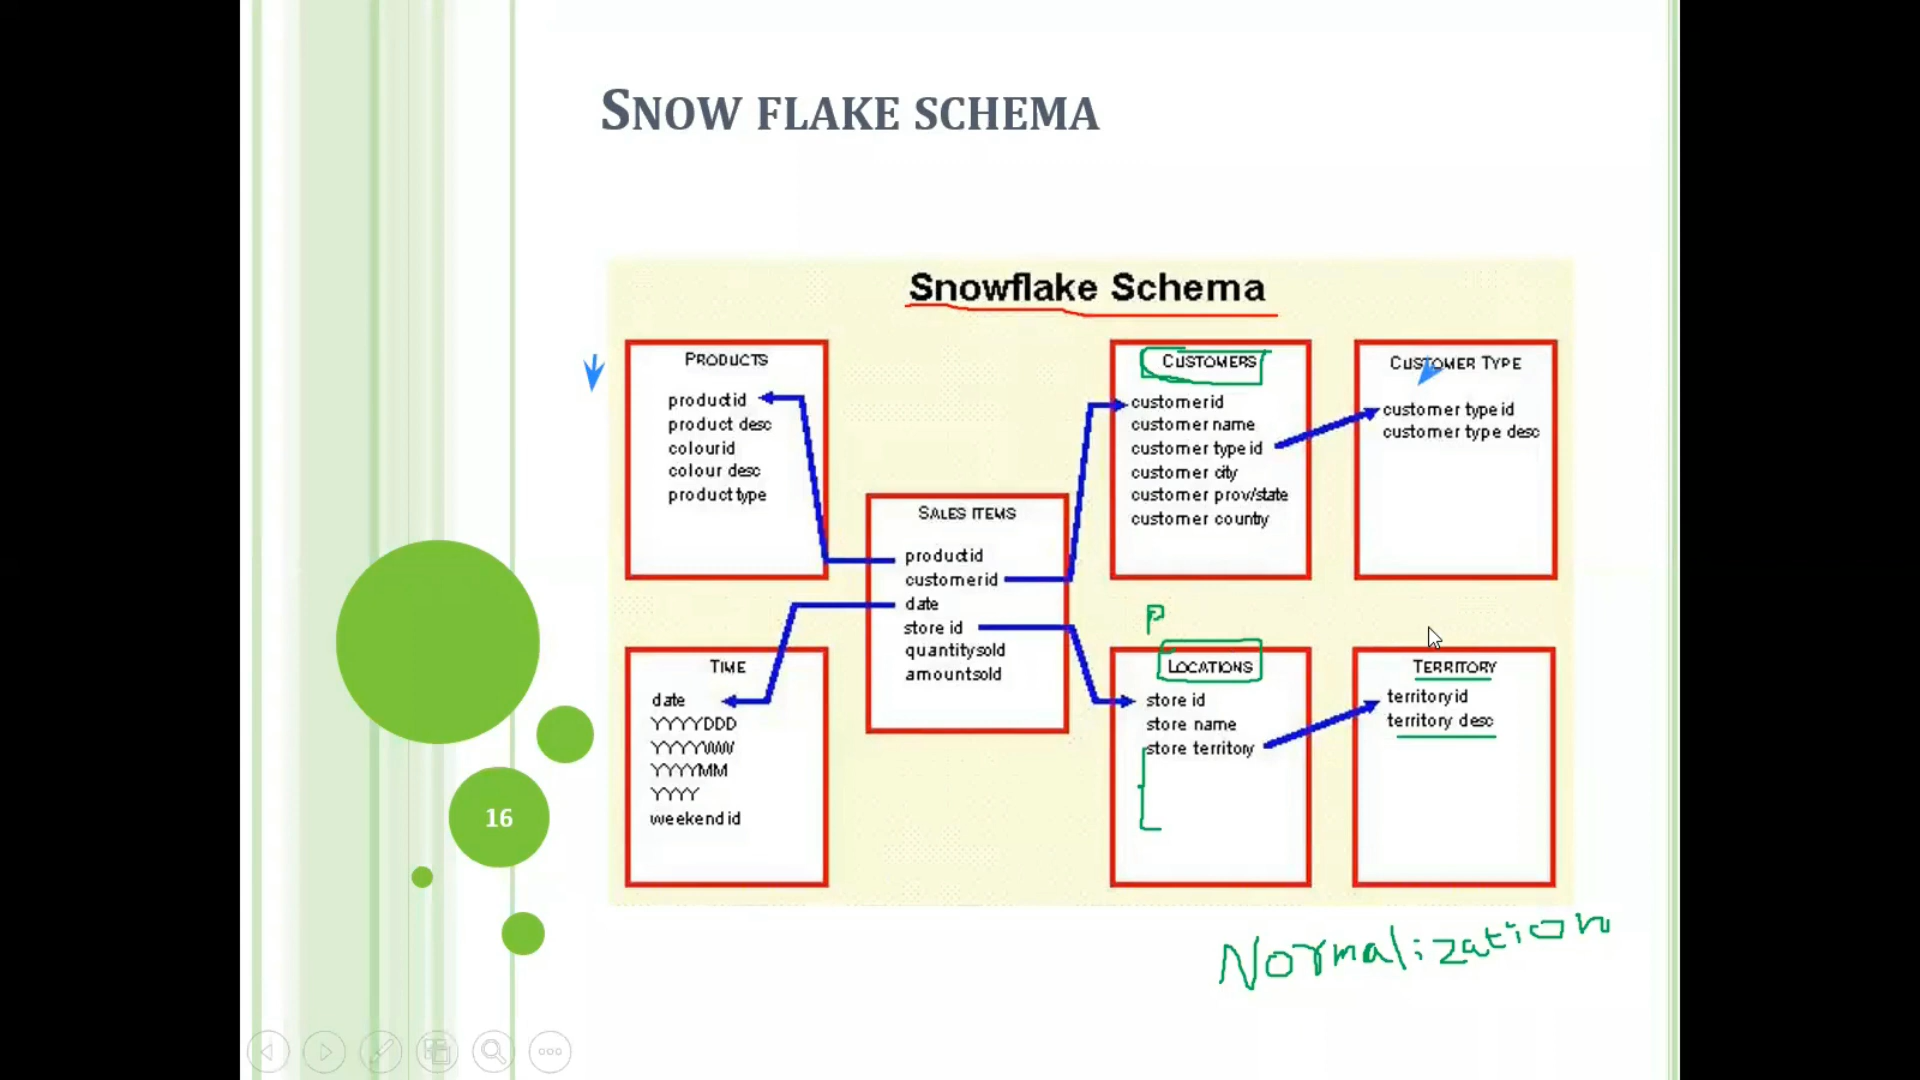 SNOW FLAKE SCHEMA
Snowflake Schema
PRODUCTS
productid
product desc
colourid
colour desc
product type
SALES ITEMS
productid
customerid
date
store id
quantitysold
amountsold
CUSTOMERS
customerid
customer name
customer type id
customer city
customer prov/state
customer country
CUSTOMER TYPE
customer type id
customer type desc
TIME
date
YYYYDDD
YYYYWW
YYYYMM
YYYY
weekend id
P
LOCATIONS
store id
store name
store territory
TERRITORY
territoryid
territory desc
Normalization
16